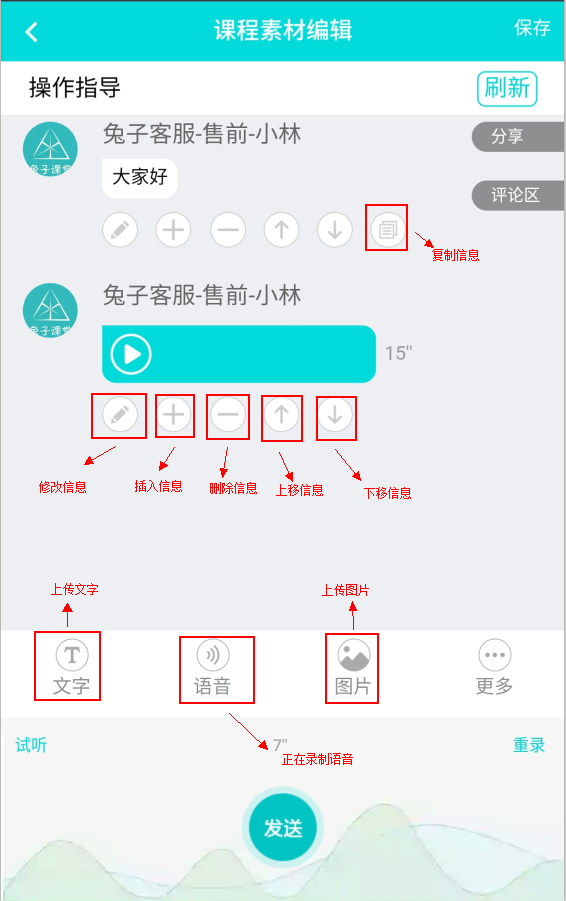 课程素材编辑
保存
操作指导
刷新
兔子客服-售前-小林
分享
兔子课堂
大家好
评论区
复制信息
兔子客服-售前-小林
兔子课堂
15"
修改信息
插入信息
删除信息
上移信息
下移信息
上传文字
上传图片
T
文字
语音
图片
更多
试听
7"
重录
正在录制语音
发送